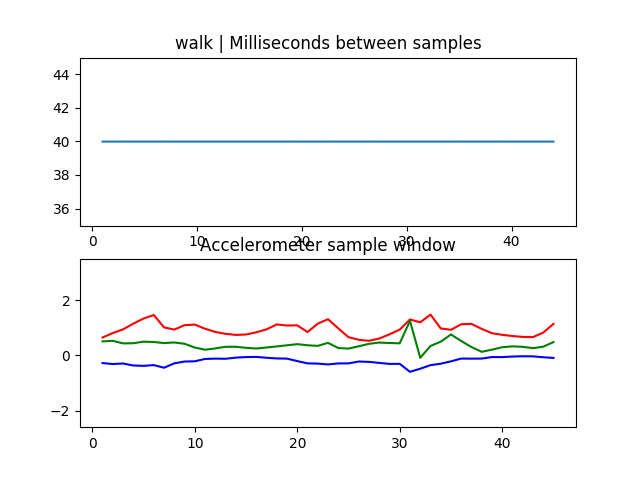 walk | Milliseconds between samples
44
42
40
38
36
0 10 20 30 40
Accelerometer sample window
2
0
−2
0 10 20 30 40